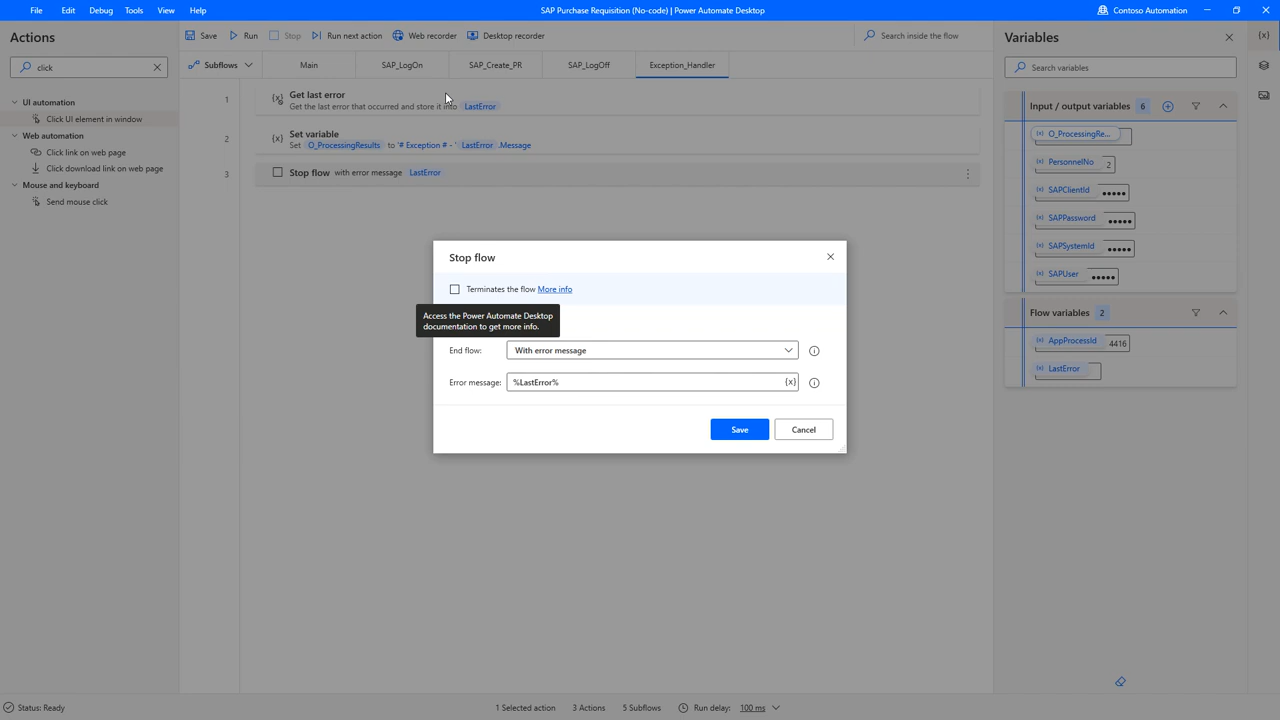 File Edit Debug Tools View Help
SAP Purchase Requisition (No-code) | Power Automate Desktop
Contoso Automation
Actions
click
UI automation
Click UI element in window
Web automation
Click link on web page
Click download link on web page
Mouse and keyboard
Send mouse click
Save Run Stop Run next action Web recorder Desktop recorder
Search inside the flow
Subflows Main SAP_LogOn SAP_Create_PR SAP_LogOff Exception_Handler
1
Get last error
Get the last error that occurred and store it into LastError
2
Set variable
Set O_ProcessingResults to '# Exception # - ' LastError .Message
3
Stop flow with error message LastError
Stop flow
Terminates the flow More info
Access the Power Automate Desktop
documentation to get more info.
End flow: With error message
Error message: %LastError% {x}
Save Cancel
Variables
{x}
Search variables
Input / output variables 6
(x) O_ProcessingRe...
(x) PersonnelNo 2
(x) SAPClientId •••••
(x) SAPPassword •••••
(x) SAPSystemId •••••
(x) SAPUser •••••
Flow variables 2
(x) AppProcessId 4416
(x) LastError
Status: Ready
1 Selected action 3 Actions 5 Subflows Run delay: 100 ms